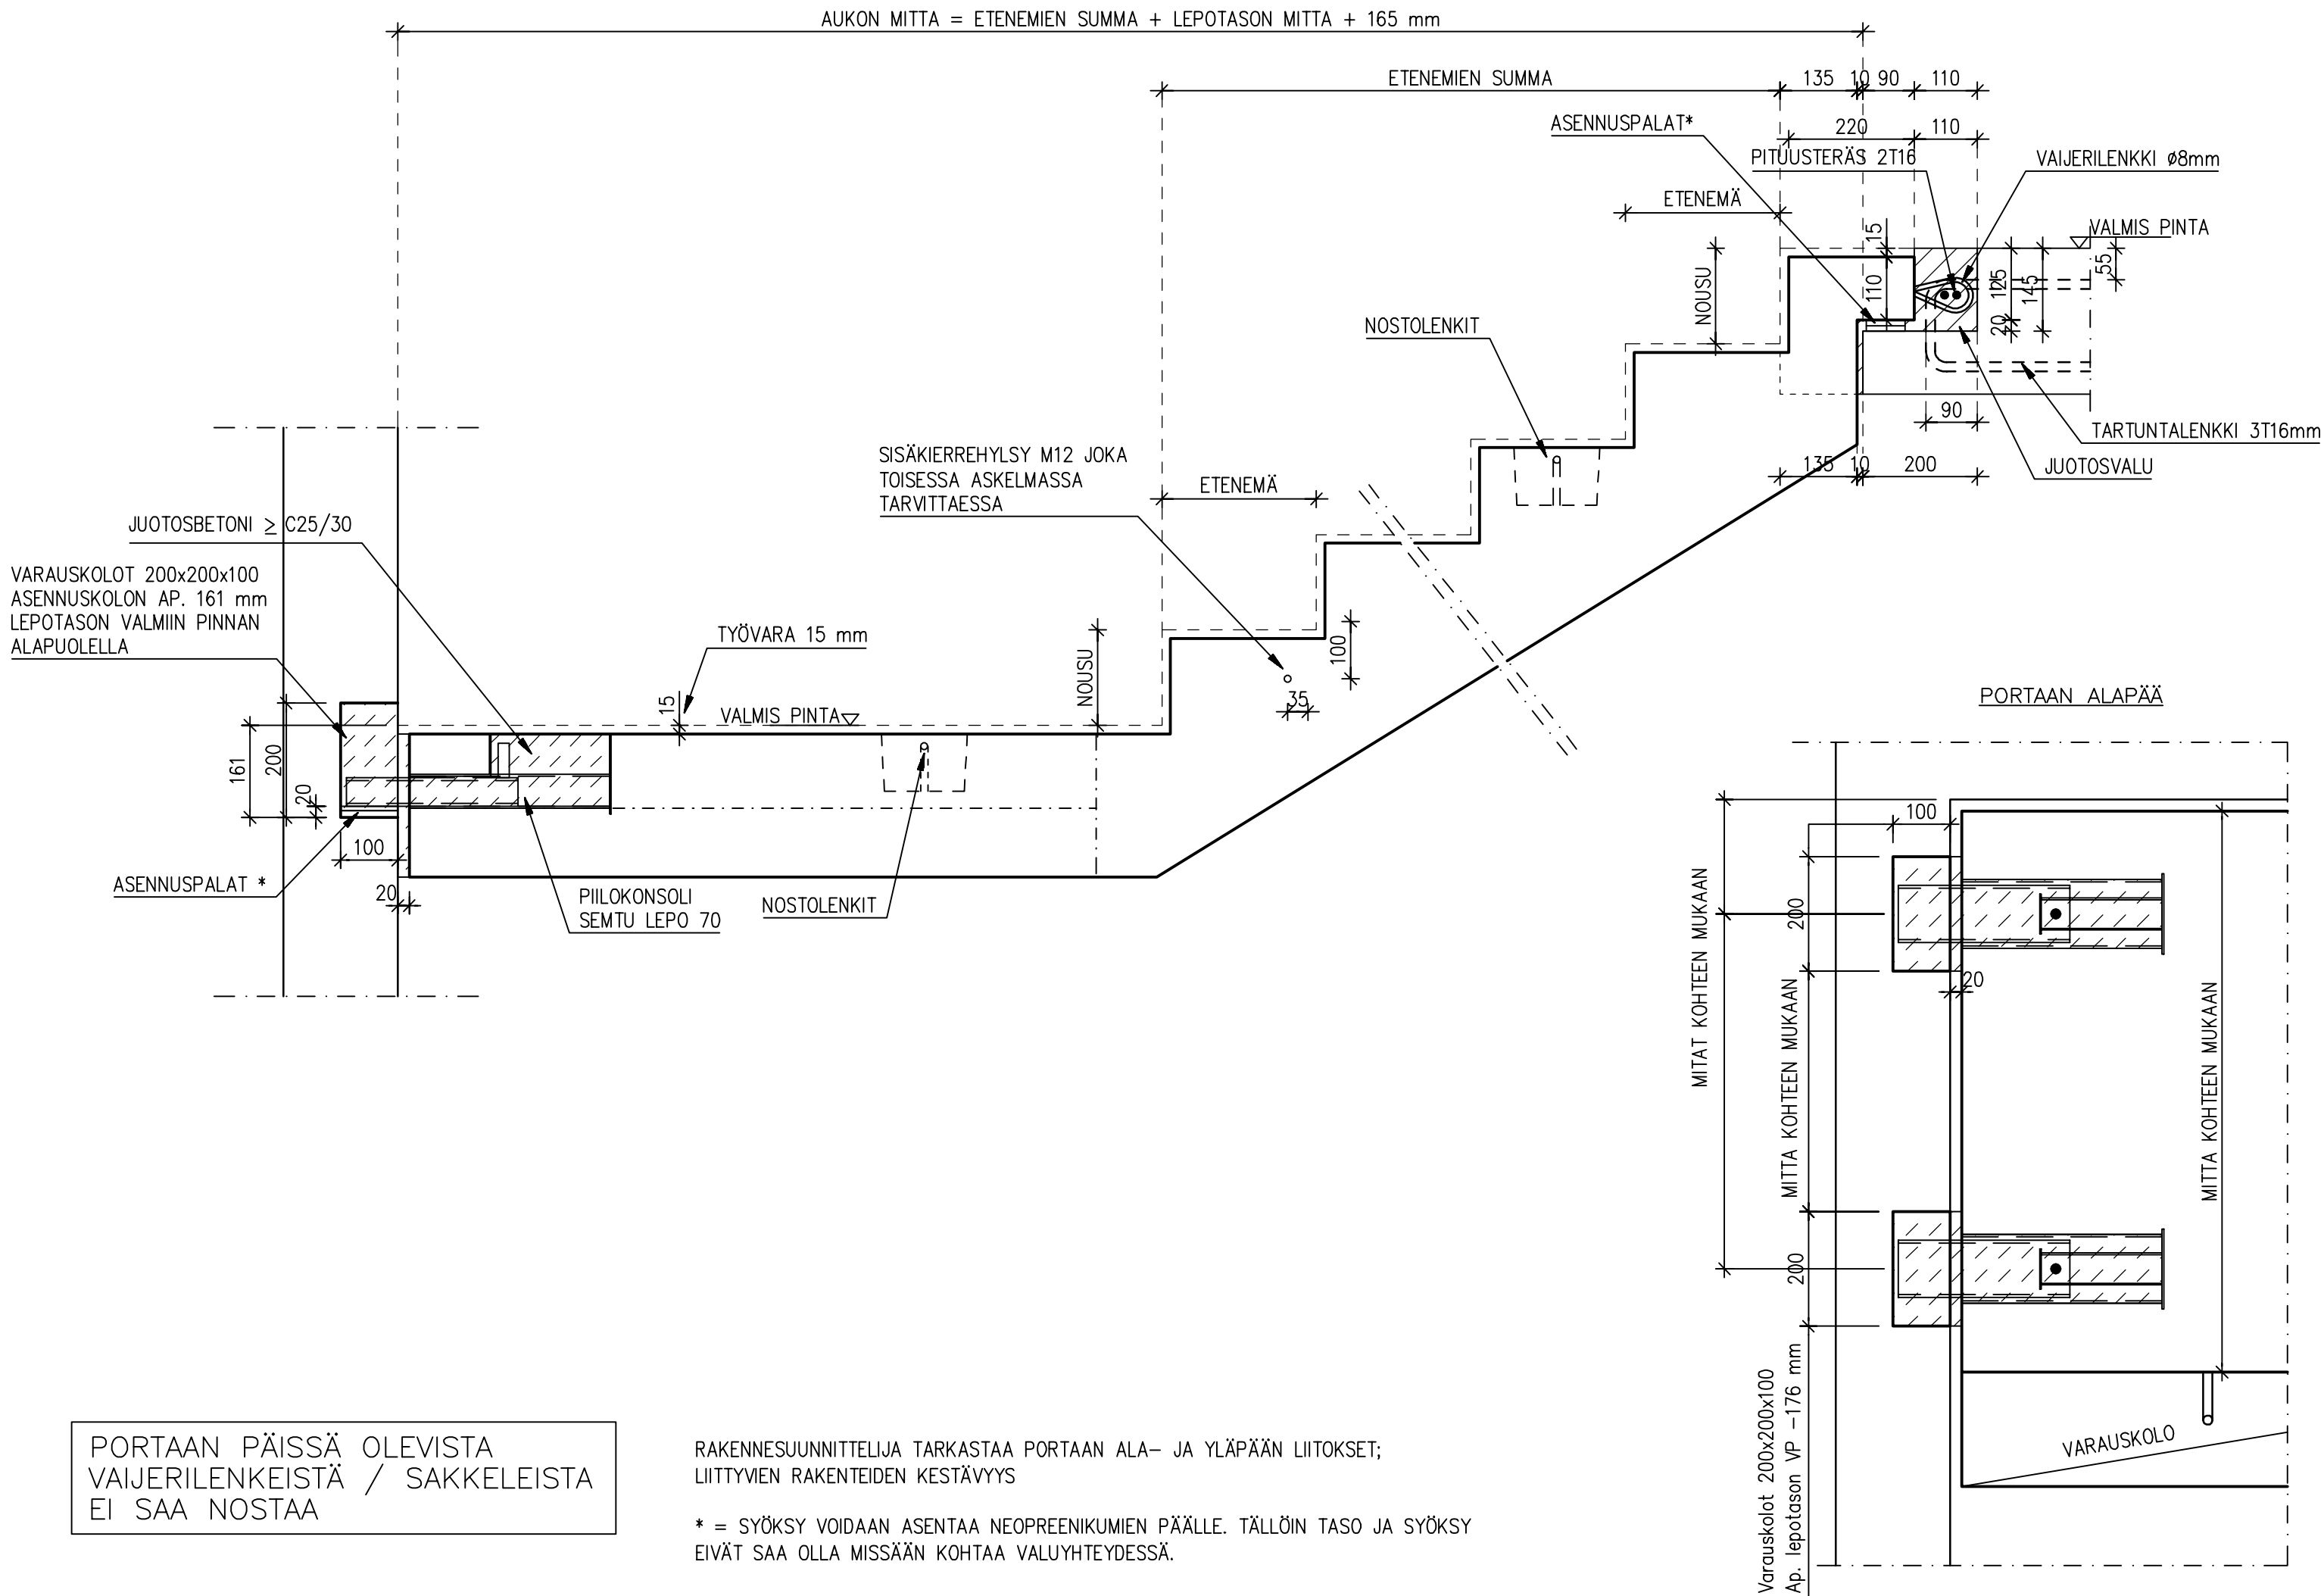 AUKON MITTA = ETENEMIEN SUMMA + LEPOTASON MITTA + 165 mm
ETENEMIEN SUMMA
135
10
90
110
ASENNUSPALAT*
220
110
PITUUSTERÄS 2T16
VAIJERILENKKI ø8mm
ETENEMÄ
VALMIS PINTA
15
55
NOUSU
110
125
145
20
NOSTOLENKIT
90
TARTUNTALENKKI 3T16mm
JUOTOSVALU
135
10
200
SISÄKIERREHYLSY M12 JOKA
TOISESSA ASKELMASSA
TARVITTAESSA
ETENEMÄ
JUOTOSBETONI ≥ C25/30
VARAUSKOLOT 200x200x100
ASENNUSKOLON AP. 161 mm
LEPOTASON VALMIIN PINNAN
ALAPUOLELLA
TYÖVARA 15 mm
15
VALMIS PINTA
NOUSU
100
35
161
200
20
100
ASENNUSPALAT *
20
PIILOKONSOLI
SEMTU LEPO 70
NOSTOLENKIT
PORTAAN ALAPÄÄ
100
MITAT KOHTEEN MUKAAN
200
20
MITTA KOHTEEN MUKAAN
MITTA KOHTEEN MUKAAN
200
VARAUSKOLO
Varauskolot 200x200x100
Ap. lepotason VP -176 mm
PORTAAN PÄISSÄ OLEVISTA
VAIJERILENKEISTÄ / SAKKELEISTA
EI SAA NOSTAA
RAKENNESUUNNITTELIJA TARKASTAA PORTAAN ALA- JA YLÄPÄÄN LIITOKSET;
LIITTYVIEN RAKENTEIDEN KESTÄVYYS
* = SYÖKSY VOIDAAN ASENTAA NEOPREENIKUMIEN PÄÄLLE. TÄLLÖIN TASO JA SYÖKSY
EIVÄT SAA OLLA MISSÄÄN KOHTAA VALUYHTEYDESSÄ.